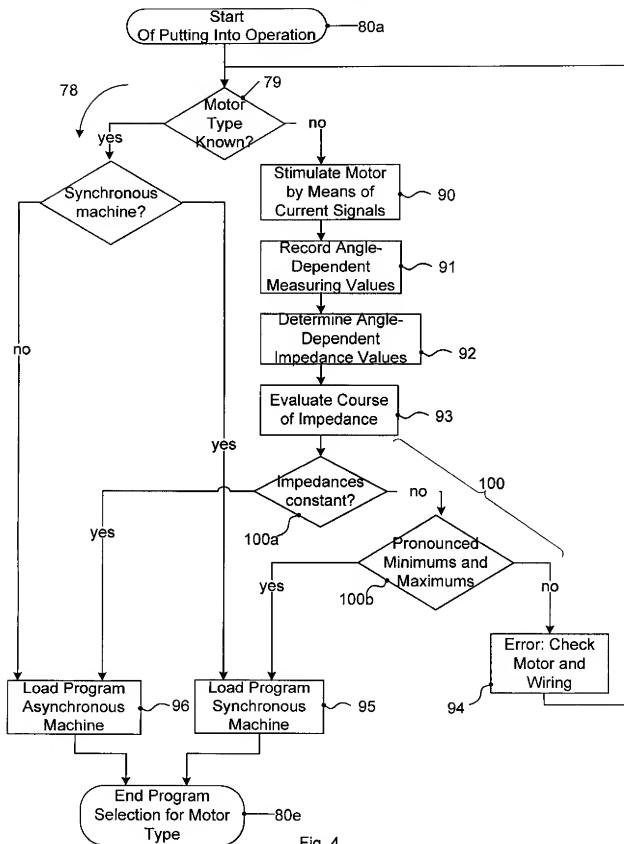 Start
Of Putting Into Operation
80a
78
79
Motor
Type
Known?
yes
no
Synchronous
machine?
Stimulate Motor
by Means of
Current Signals
90
Record Angle-
Dependent
Measuring Values
91
Determine Angle-
Dependent
Impedance Values
92
no
Evaluate Course
of Impedance
93
yes
Impedances
constant?
no
100
100a
yes
Pronounced
Minimums and
Maximums
100b
yes
no
Error: Check
Motor and
Wiring
94
Load Program
Asynchronous
Machine
96
Load Program
Synchronous
Machine
95
End Program
Selection for Motor
Type
80e
Fig. 4